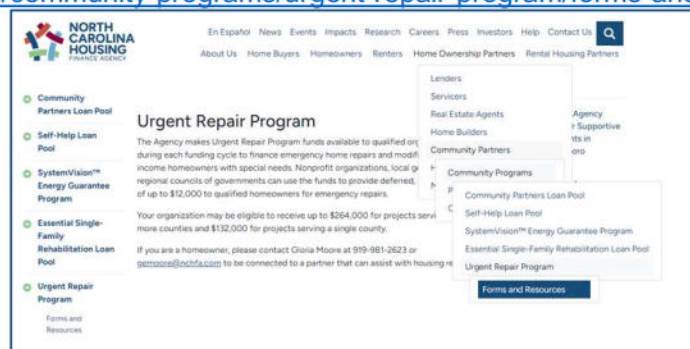 community-programs/urgent-repair-program/forms-and
NORTH
CAROLINA
HOUSING
FINANCE AGENCY
En Español News Events Impacts Research Careers Press Investors Help Contact Us
About Us Home Buyers Homeowners Renters Home Ownership Partners Rental Housing Partners
Lenders
Servicers
Real Estate Agents
Home Builders
Community Partners
Community Programs
Community Partners Loan Pool
Self-Help Loan Pool
SystemVision™ Energy Guarantee Program
Essential Single-Family Rehabilitation Loan Pool
Urgent Repair Program
Forms and Resources
Community
Partners Loan Pool
Self-Help Loan
Pool
SystemVision™
Energy Guarantee
Program
Essential Single-
Family
Rehabilitation Loan
Pool
Urgent Repair
Program
Forms and
Resources
Urgent Repair Program
The Agency makes Urgent Repair Program funds available to qualified
during each funding cycle to finance emergency home repairs and
income homeowners with special needs. Nonprofit organizations, local
regional councils of governments can use the funds to provide deferred,
of up to $12,000 to qualified homeowners for emergency repairs.
Your organization may be eligible to receive up to $264,000 for projects
more counties and $132,000 for projects serving a single county.
If you are a homeowner, please contact Gloria Moore at 919-981-2623 or
gemoore@nchfa.com to be connected to a partner that can assist with housing
Agency
Supportive
in